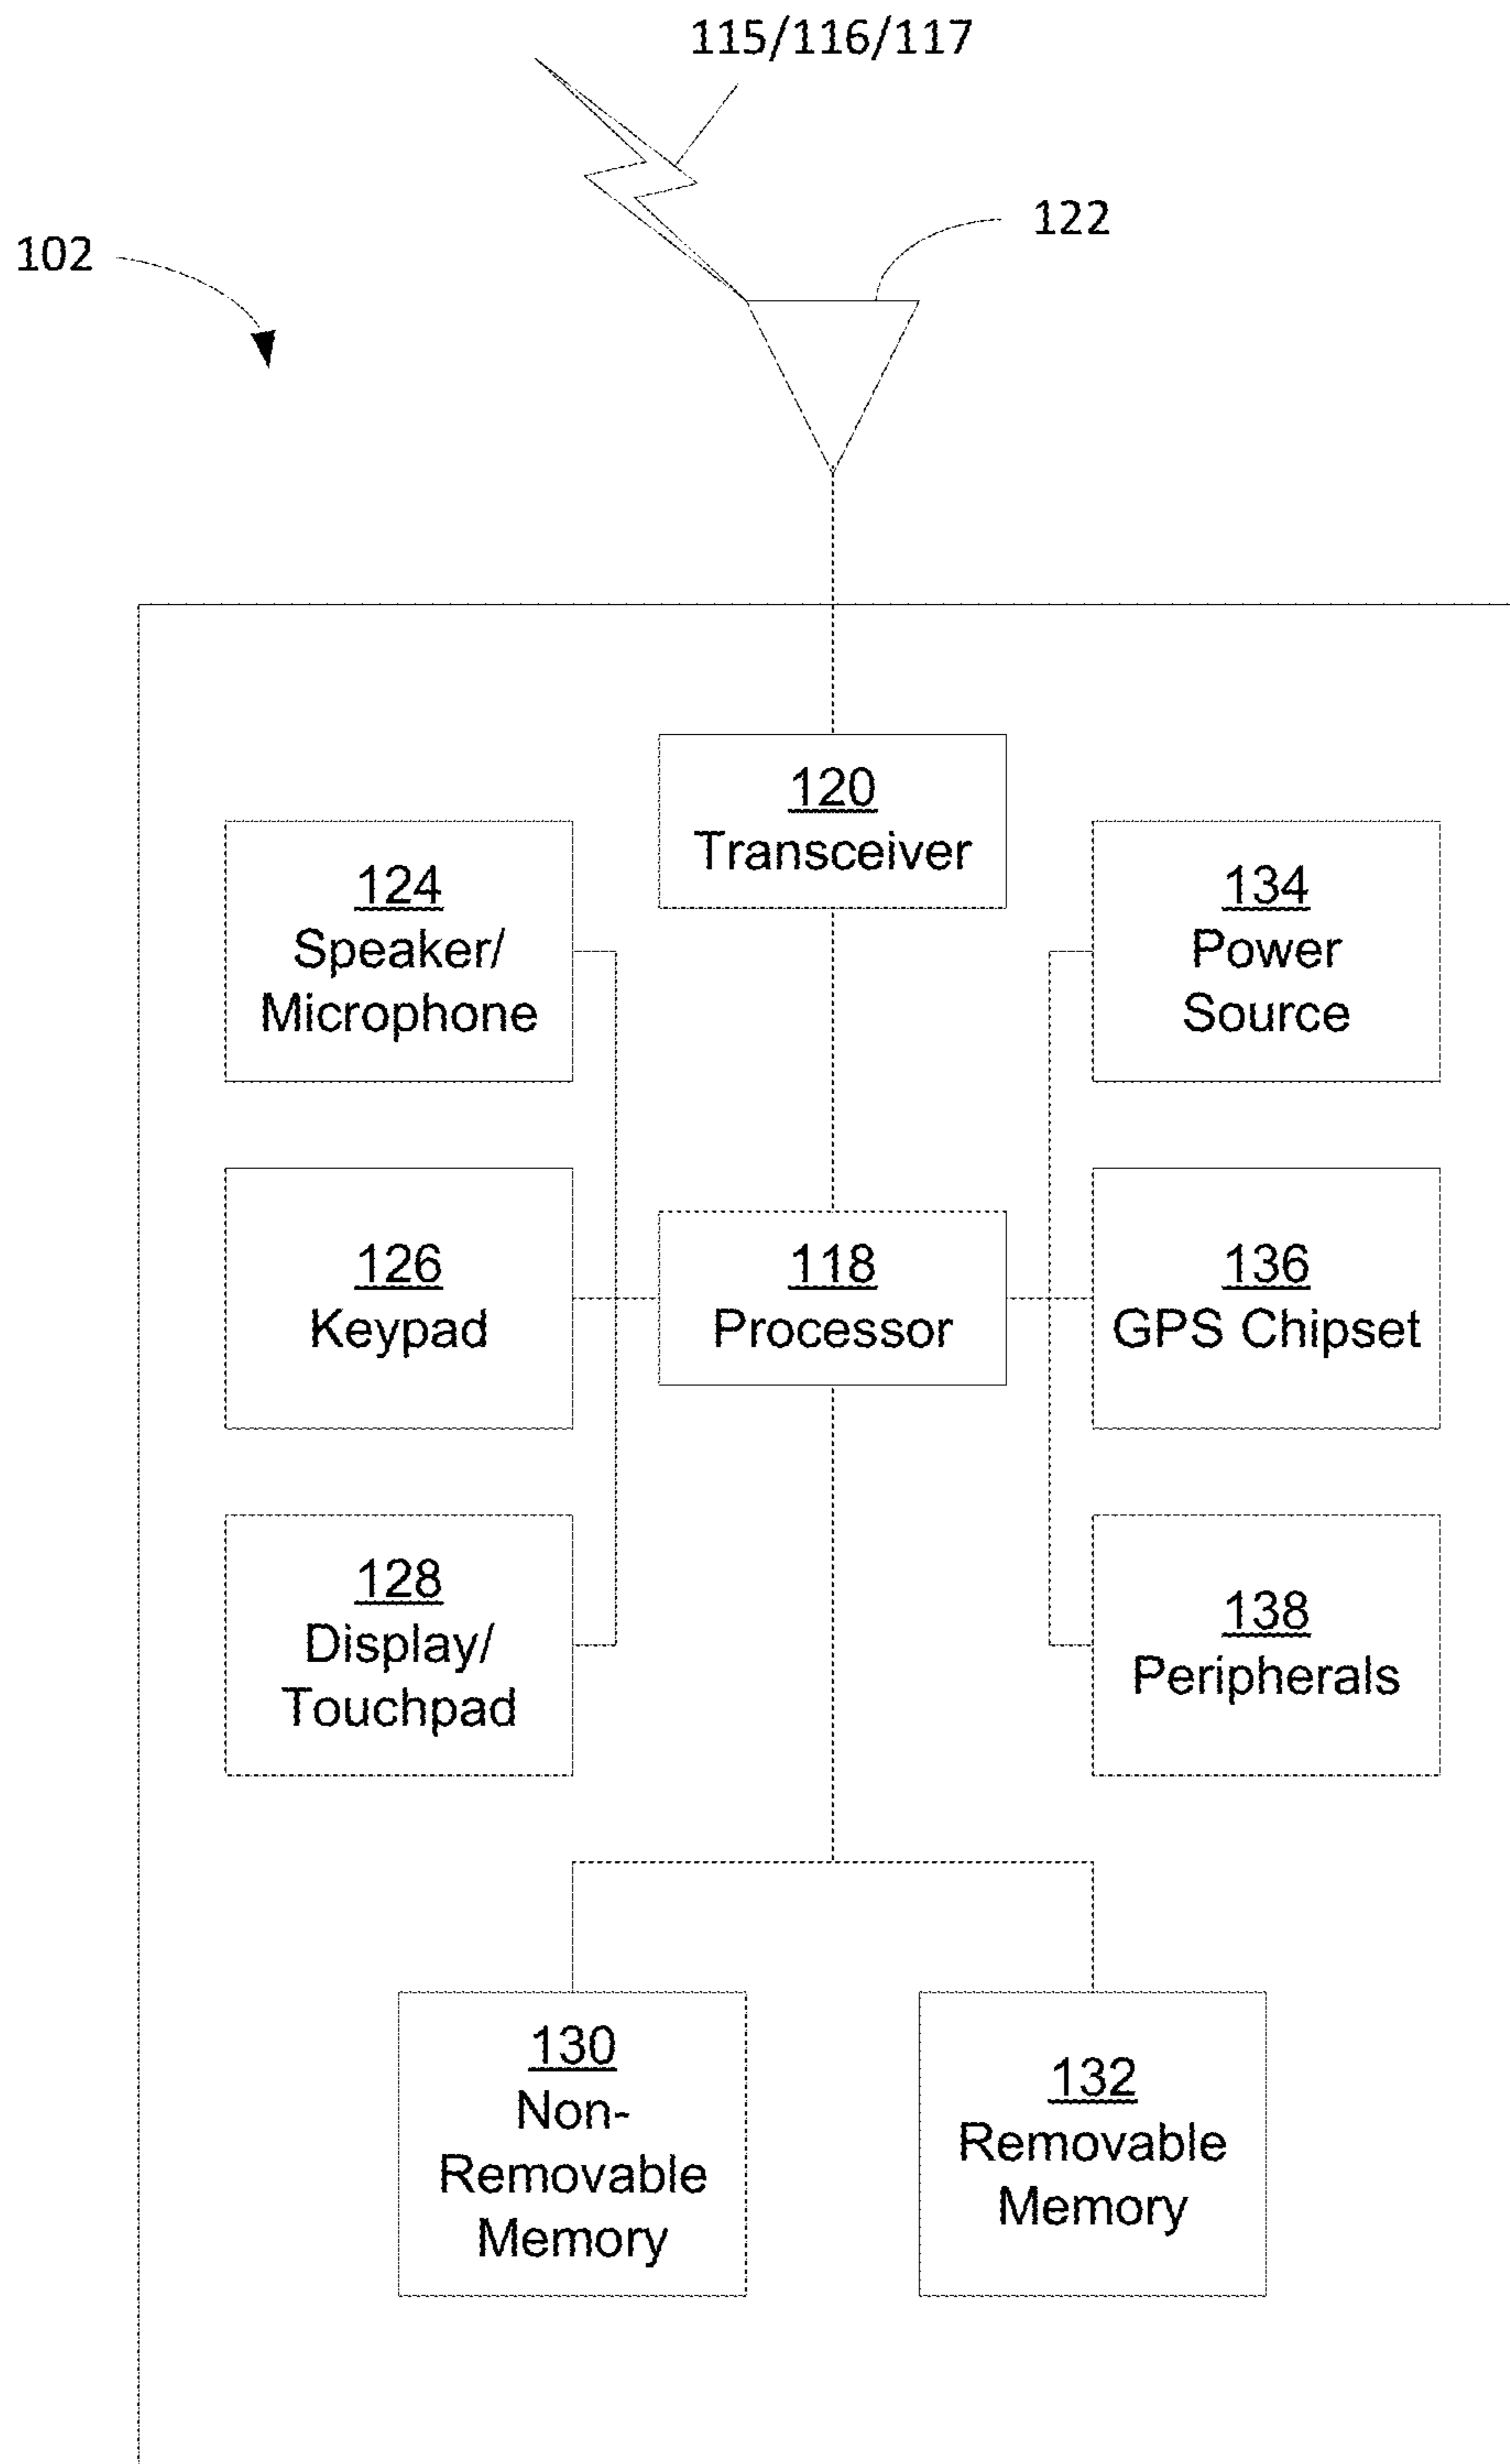 115/116/117
122
102
120
Transceiver
124
Speaker/
Microphone
134
Power
Source
126
Keypad
118
Processor
136
GPS Chipset
128
Display/
Touchpad
138
Peripherals
130
Non-
Removable
Memory
132
Removable
Memory